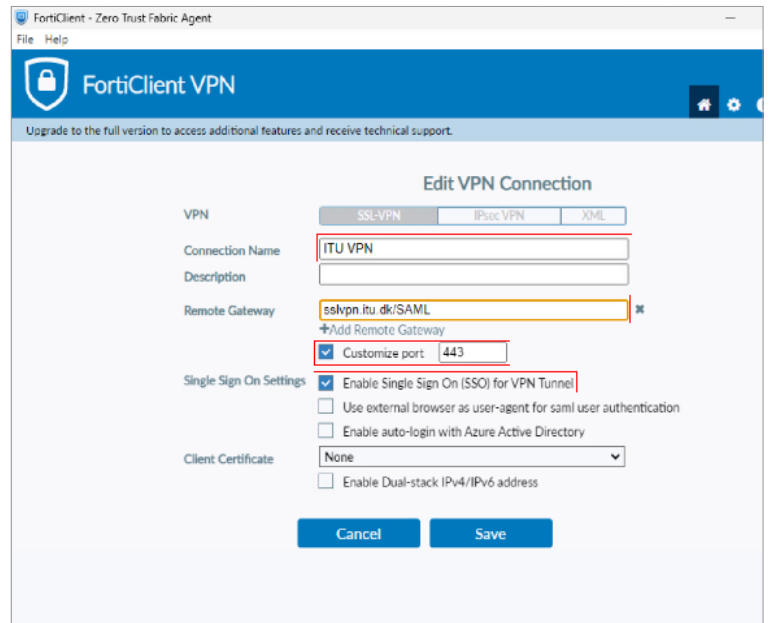 FortiClient - Zero Trust Fabric Agent
File Help
FortiClient VPN
Upgrade to the full version to access additional features and receive technical support.
Edit VPN Connection
VPN SSL-VPN IPsec VPN XML
Connection Name ITU VPN
Description
Remote Gateway sslvpn.itu.dk/SAML
+Add Remote Gateway
Customize port 443
Single Sign On Settings Enable Single Sign On (SSO) for VPN Tunnel
Use external browser as user-agent for saml user authentication
Enable auto-login with Azure Active Directory
Client Certificate None
Enable Dual-stack IPv4/IPv6 address
Cancel Save